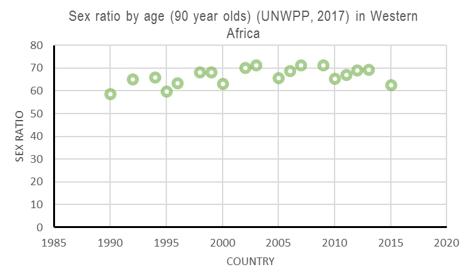 Sex ratio by age (90 year olds) (UNWPP, 2017) in Western
Africa
80
70
60
50
40
30
20
10
0
SEX RATIO
1985 1990 1995 2000 2005 2010 2015 2020
COUNTRY